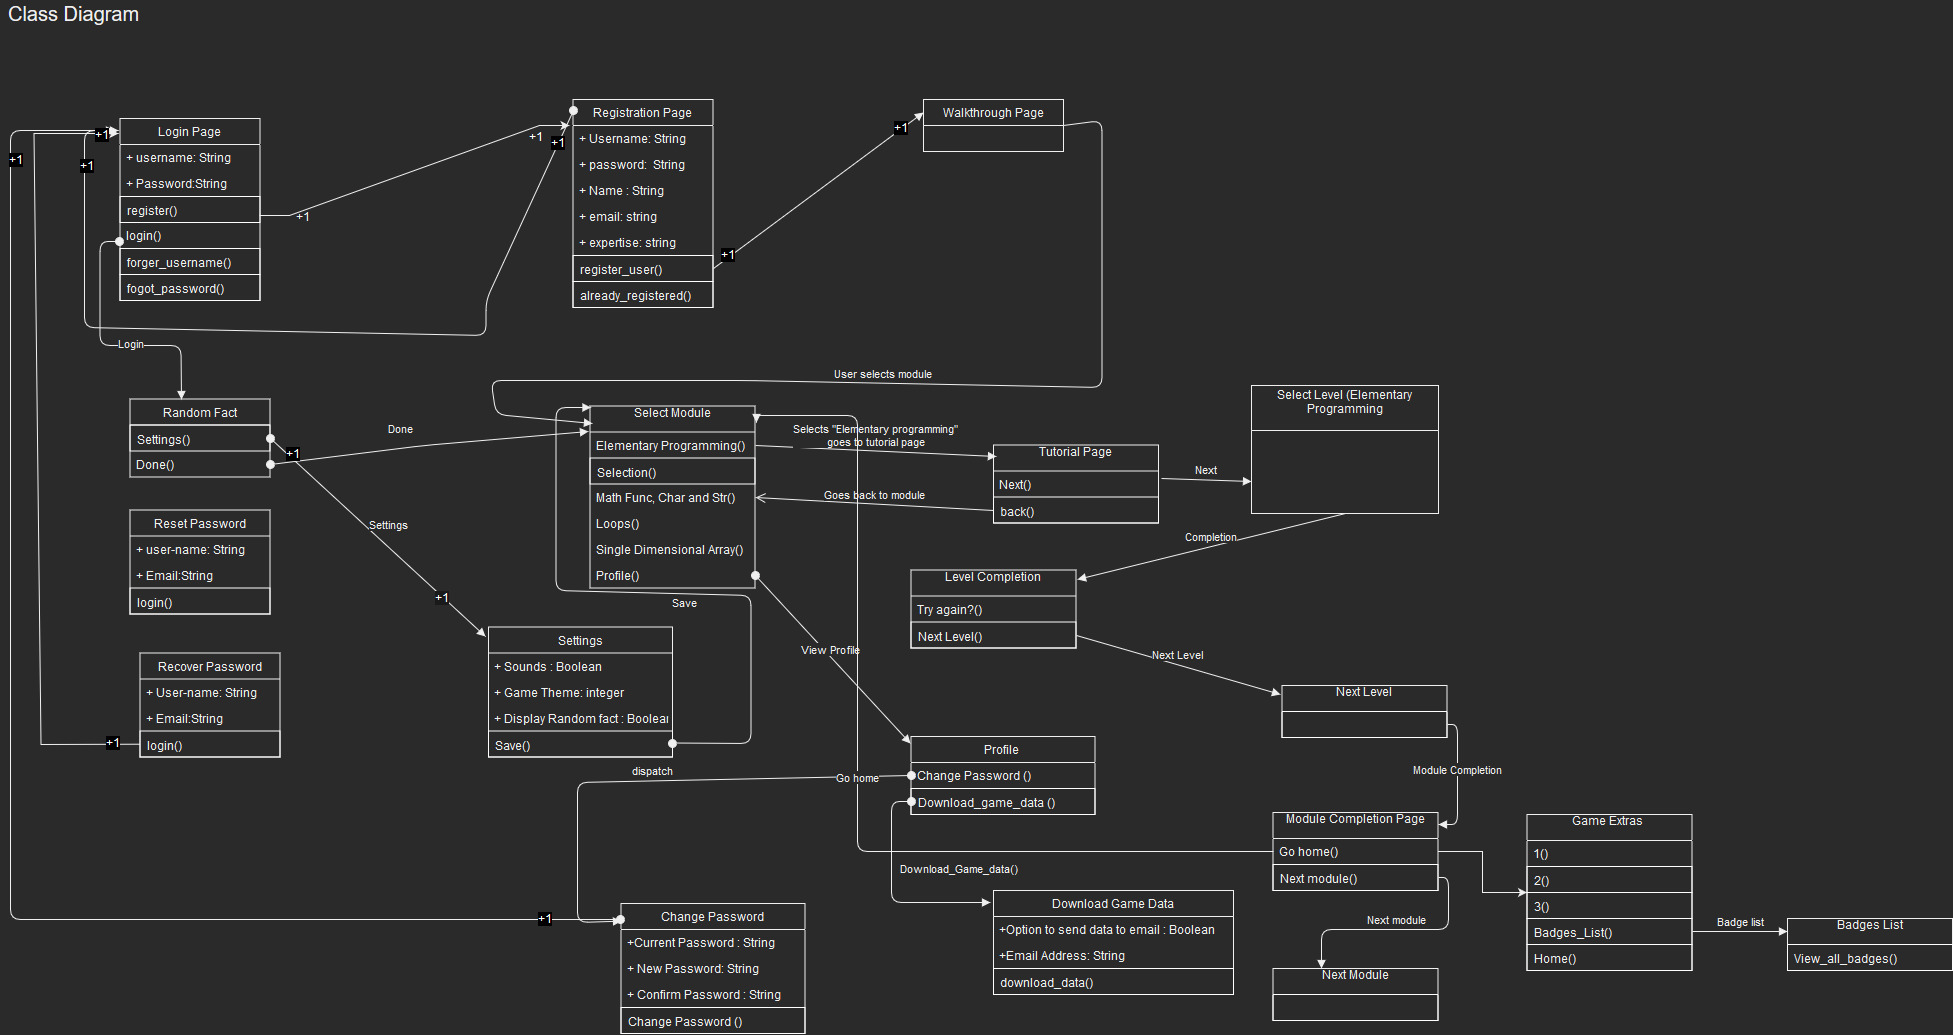 Class Diagram
Login Page
+ username: String
+ Password:String
register()
login()
forger_username()
fogot_password()
+1
+1
+1
+1
+1
+1
Registration Page
+ Username: String
+ password:  String
+ Name : String
+ email: string
+ expertise: string
register_user()
already_registered()
+1
+1
Walkthrough Page
Login
User selects module
Random Fact
Settings()
Done()
+1
Done
Settings
+1
Select Module
Elementary Programming()
Selection()
Math Func, Char and Str()
Loops()
Single Dimensional Array()
Profile()
Selects "Elementary programming"
goes to tutorial page
Goes back to module
Tutorial Page
Next()
back()
Next
Select Level (Elementary
Programming
Completion
Reset Password
+ user-name: String
+ Email:String
login()
Level Completion
Try again?()
Next Level()
Next Level
Recover Password
+ User-name: String
+ Email:String
login()
+1
Save
Settings
+ Sounds : Boolean
+ Game Theme: integer
+ Display Random fact : Boolean
Save()
View Profile
Next Level
Module Completion
Profile
Change Password ()
Download_game_data ()
dispatch
Go home
Download_Game_data()
Module Completion Page
Go home()
Next module()
Next module
Game Extras
1()
2()
3()
Badges_List()
Home()
Badge list
Badges List
View_all_badges()
+1
Change Password
+Current Password : String
+ New Password: String
+ Confirm Password : String
Change Password ()
Download Game Data
+Option to send data to email : Boolean
+Email Address: String
download_data()
Next Module